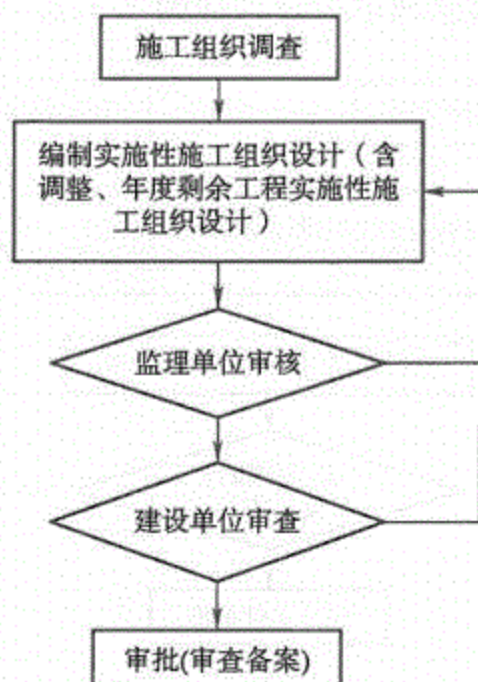 施工组织调查
编制实施性施工组织设计（含
调整、年度剩余工程实施性施
工组织设计）
监理单位审核
建设单位审查
审批(审查备案)